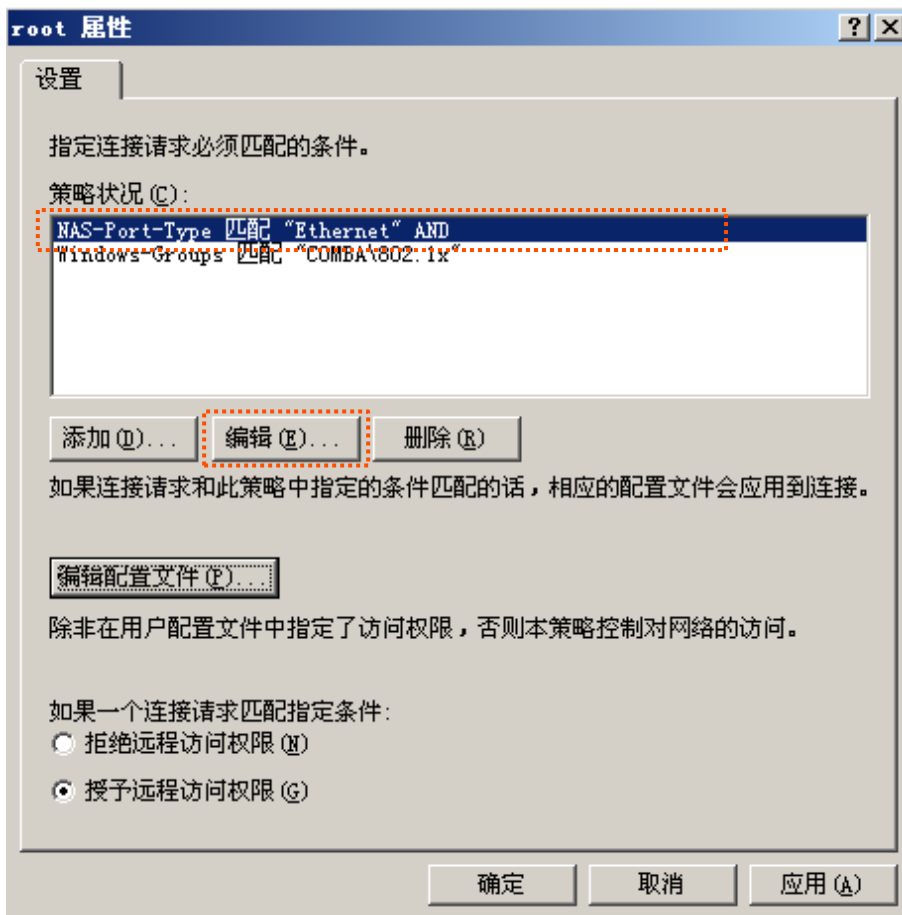 root 属性
设置
指定连接请求必须匹配的条件。
策略状况(C):
NAS-Port-Type 匹配 "Ethernet" AND
Windows-Groups 匹配 "COMBA\802.1x"
添加(D)... 编辑(E)... 删除(R)
如果连接请求和此策略中指定的条件匹配的话，相应的配置文件会应用到连接。
编辑配置文件(P)...
除非在用户配置文件中指定了访问权限，否则本策略控制对网络的访问。
如果一个连接请求匹配指定条件:
拒绝远程访问权限(N)
授予远程访问权限(G)
确定 取消 应用(A)